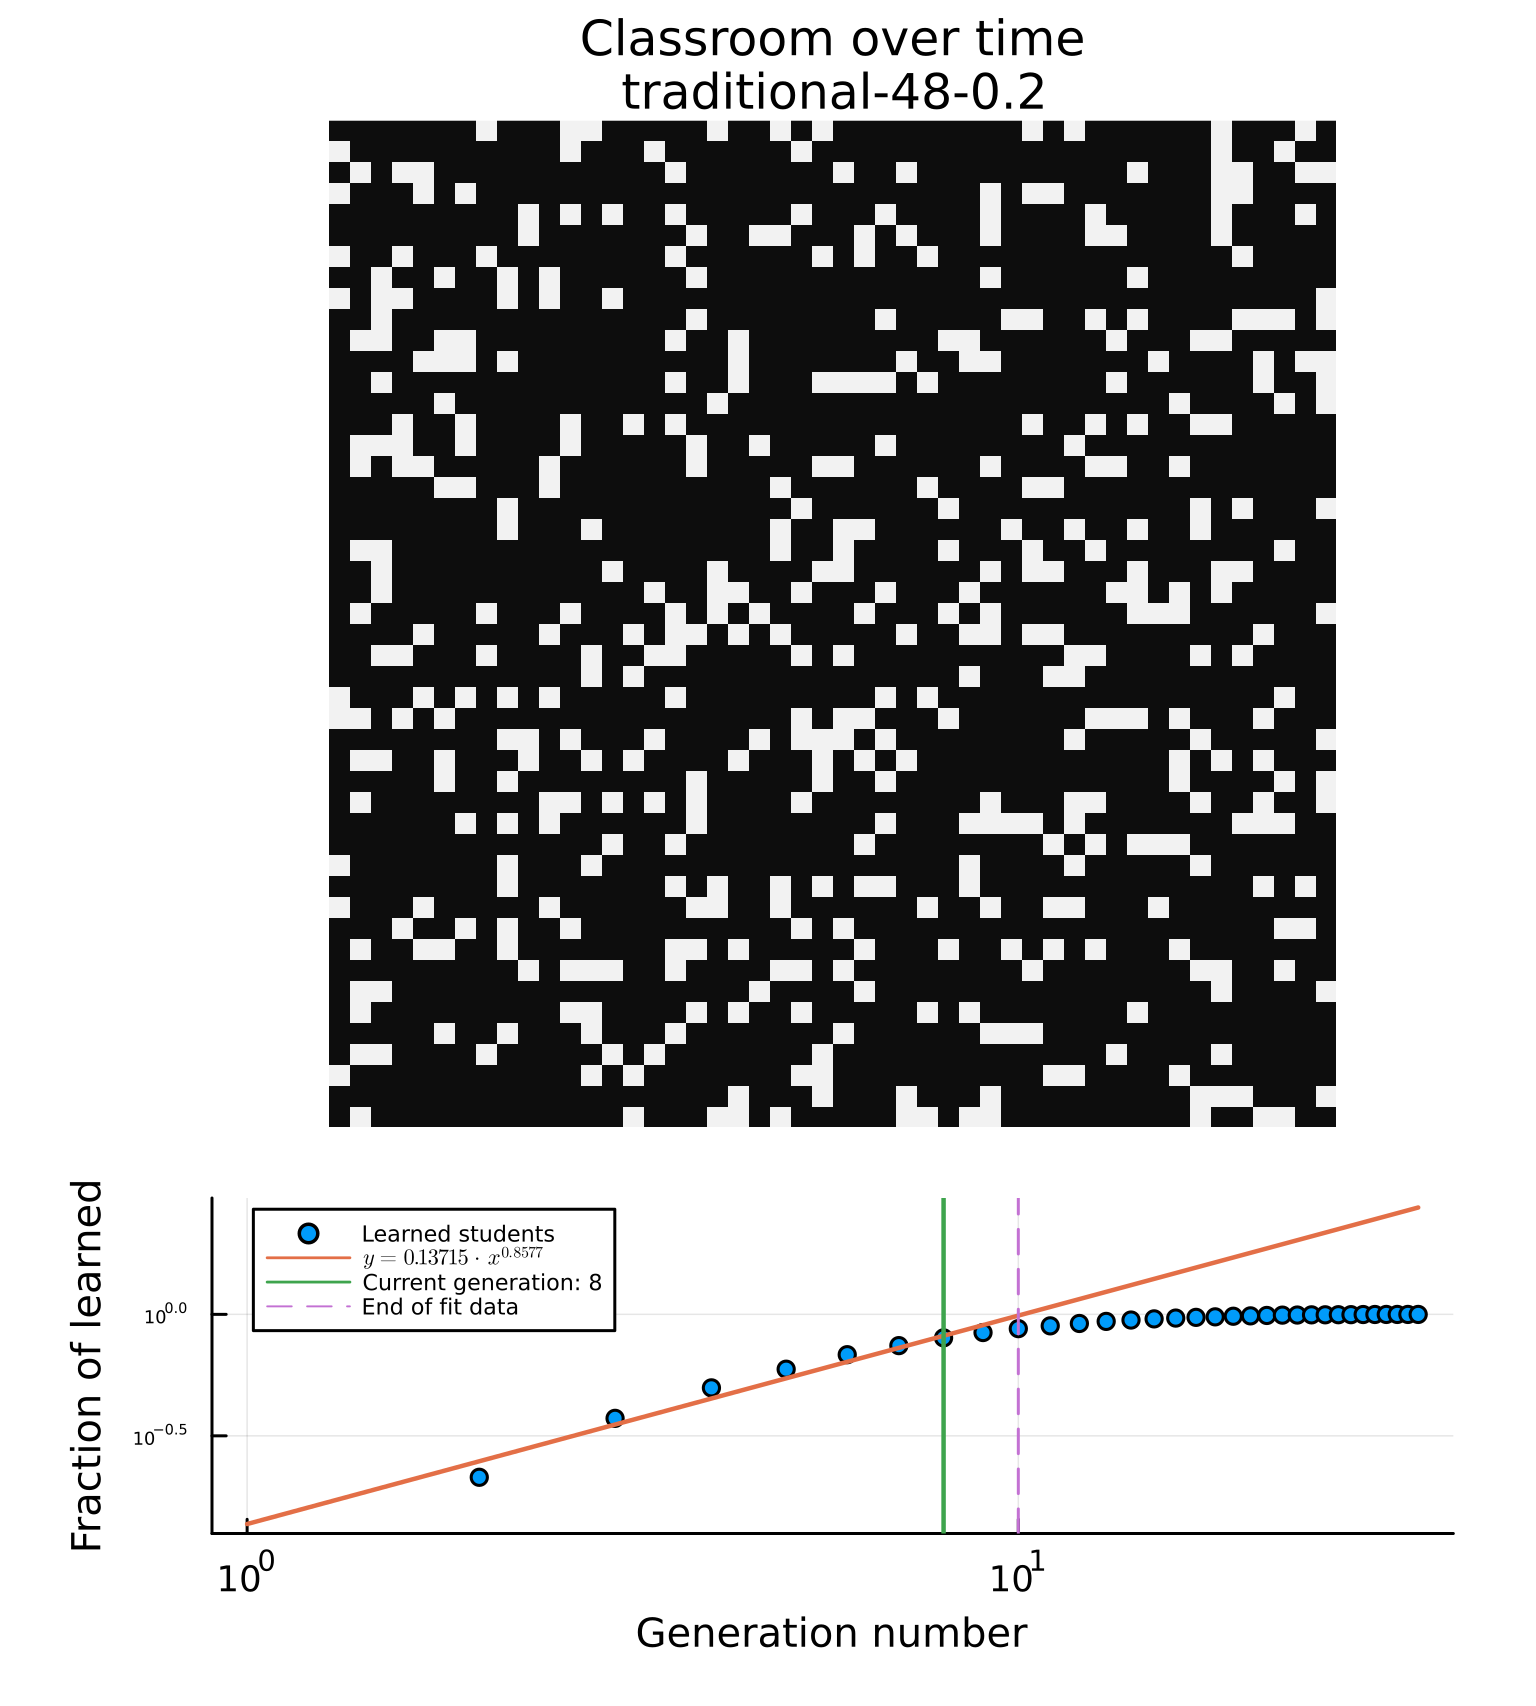 Classroom over time
traditional-48-0.2
Fraction of learned
Learned students
y = 0.13715 · x^0.8577
Current generation: 8
End of fit data
10^0.0
10^−0.5
10^0
10^1
Generation number